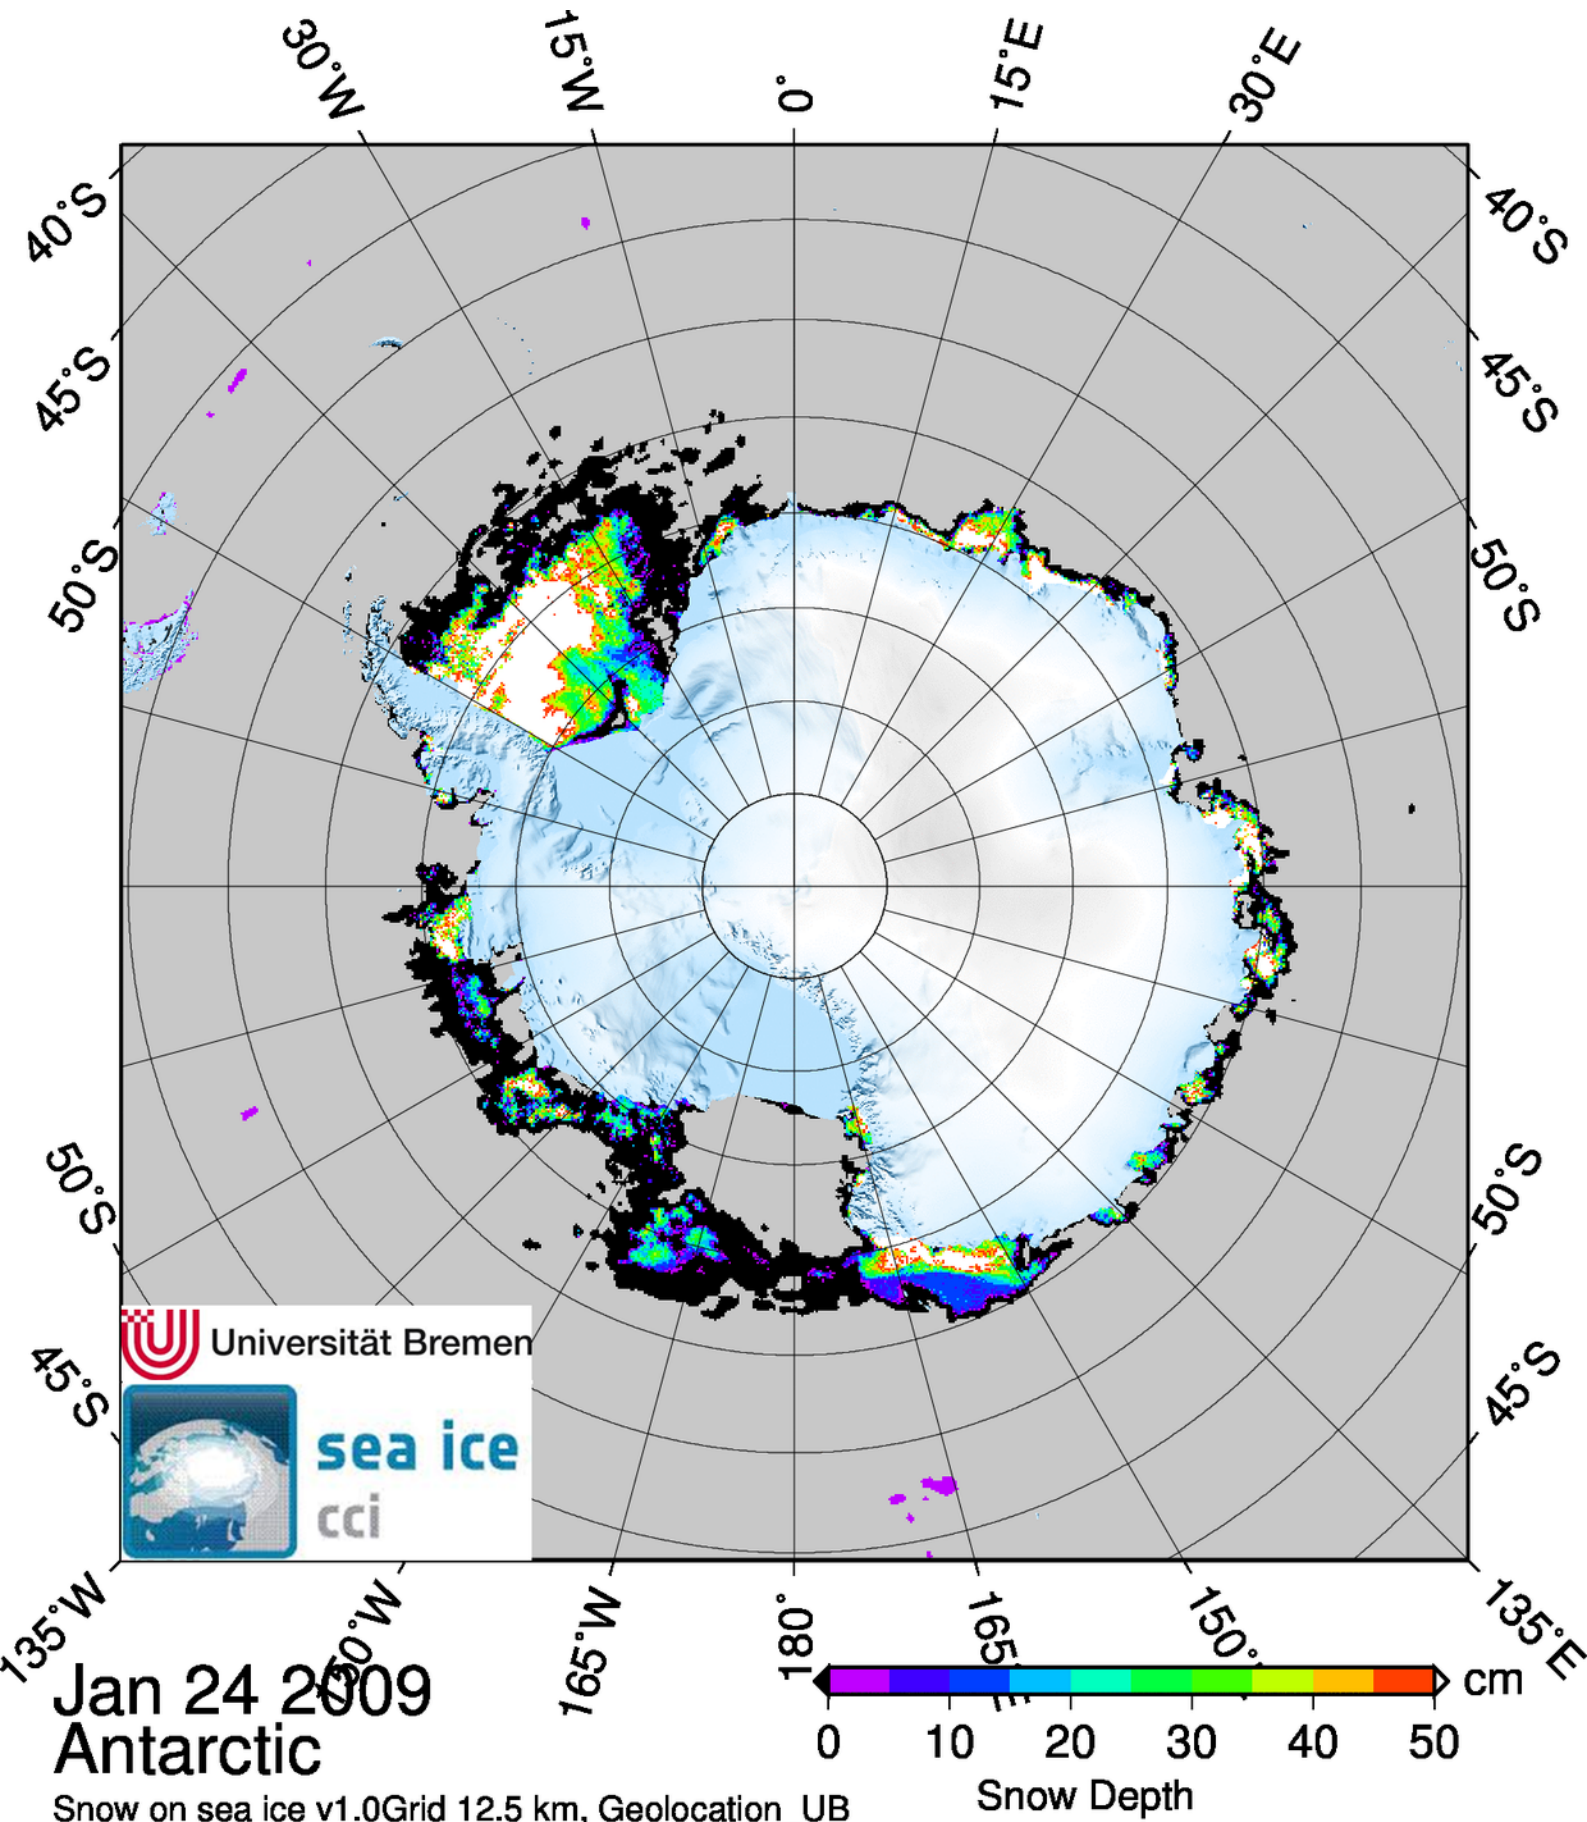 30°W 15°W 0° 15°E 30°E
40°S 40°S
45°S 45°S
50°S 50°S
50°S 50°S
45°S 45°S
Universität Bremen
sea ice
cci
135°W 150°W 165°W 180° 165°E 150° 135°E
Jan 24 2009
Antarctic
Snow on sea ice v1.0Grid 12.5 km, Geolocation UB
cm
0 10 20 30 40 50
Snow Depth